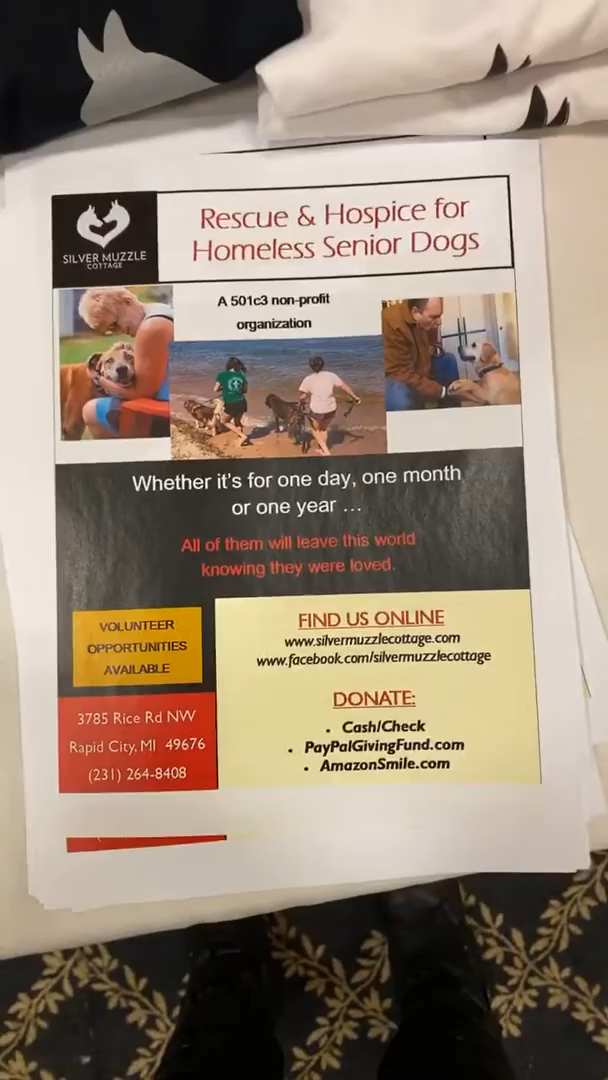 SILVER MUZZLE
COTTAGE
Rescue & Hospice for
Homeless Senior Dogs
A 501c3 non-profit
organization
Whether it's for one day, one month
or one year ...
All of them will leave this world
knowing they were loved.
VOLUNTEER
OPPORTUNITIES
AVAILABLE
3785 Rice Rd NW
Rapid City, MI 49676
(231) 264-8408
FIND US ONLINE
www.silvermuzzlecottage.com
www.facebook.com/silvermuzzlecottage
DONATE:
• Cash/Check
• PayPalGivingFund.com
• AmazonSmile.com